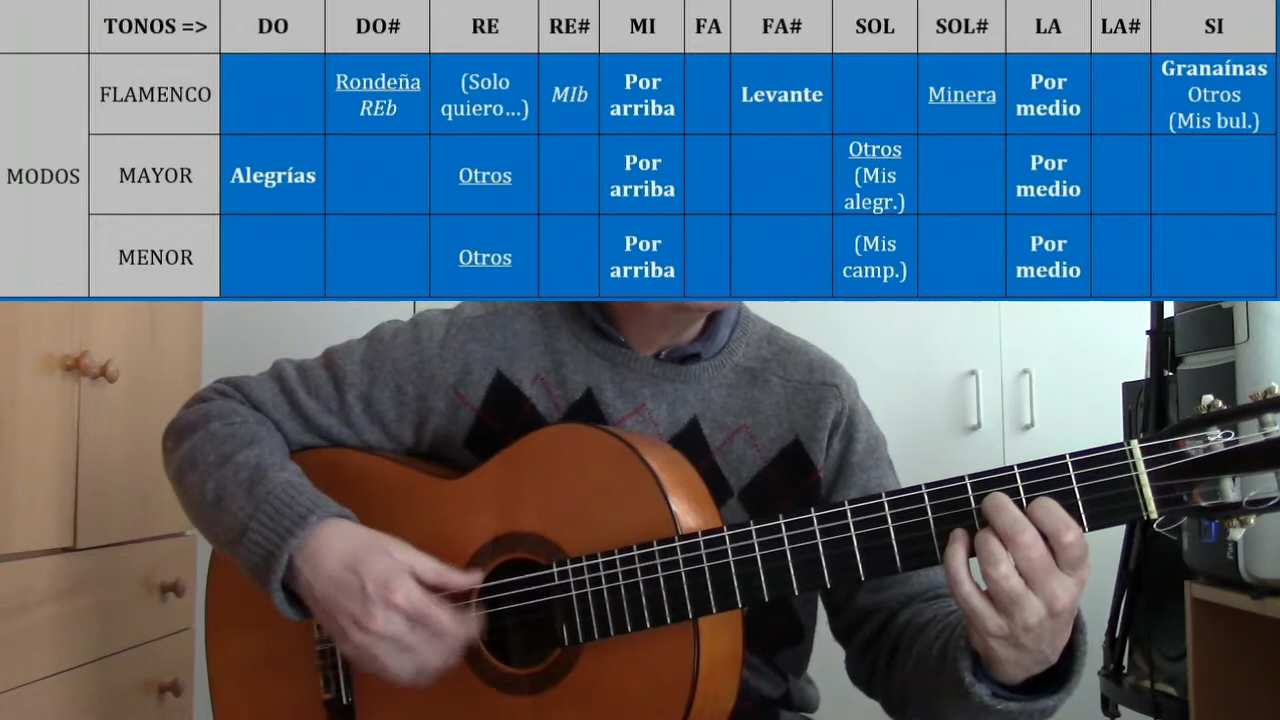 TONOS => DO DO# RE RE# MI FA FA# SOL SOL# LA LA# SI
MODOS
FLAMENCO
Rondeña
REb
(Solo
quiero...)
MIb
Por
arriba
Levante
Minera
Por
medio
Granaínas
Otros
(Mis bul.)
MAYOR
Alegrías
Otros
Por
arriba
Otros
(Mis
alegr.)
Por
medio
MENOR
Otros
Por
arriba
(Mis
camp.)
Por
medio